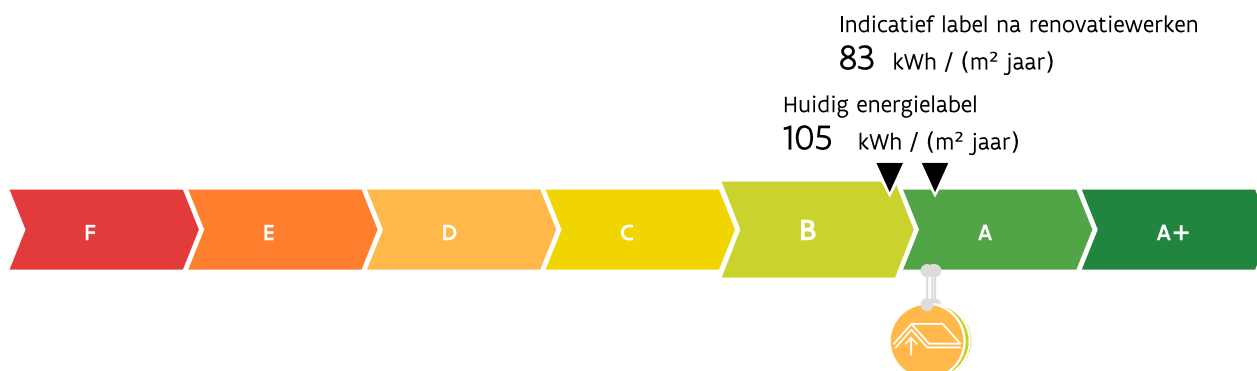 Indicatief label na renovatiewerken
83 kWh / (m² jaar)
Huidig energielabel
105 kWh / (m² jaar)
F E D C B A A+